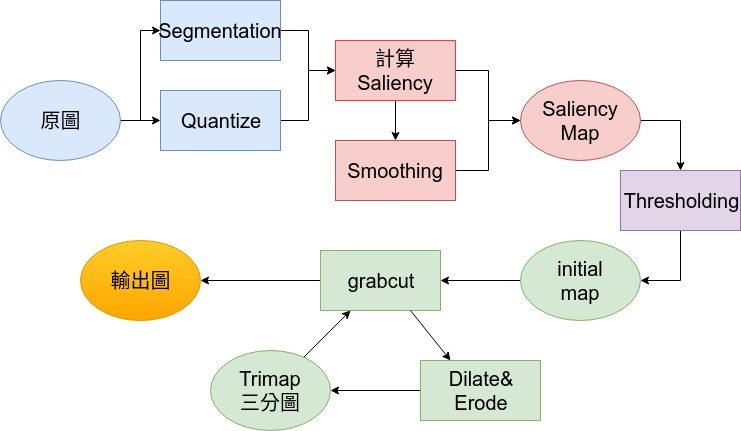 Segmentation
原圖
Quantize
計算
Saliency
Smoothing
Saliency
Map
Thresholding
initial
map
grabcut
輸出圖
Dilate&
Erode
Trimap
三分圖